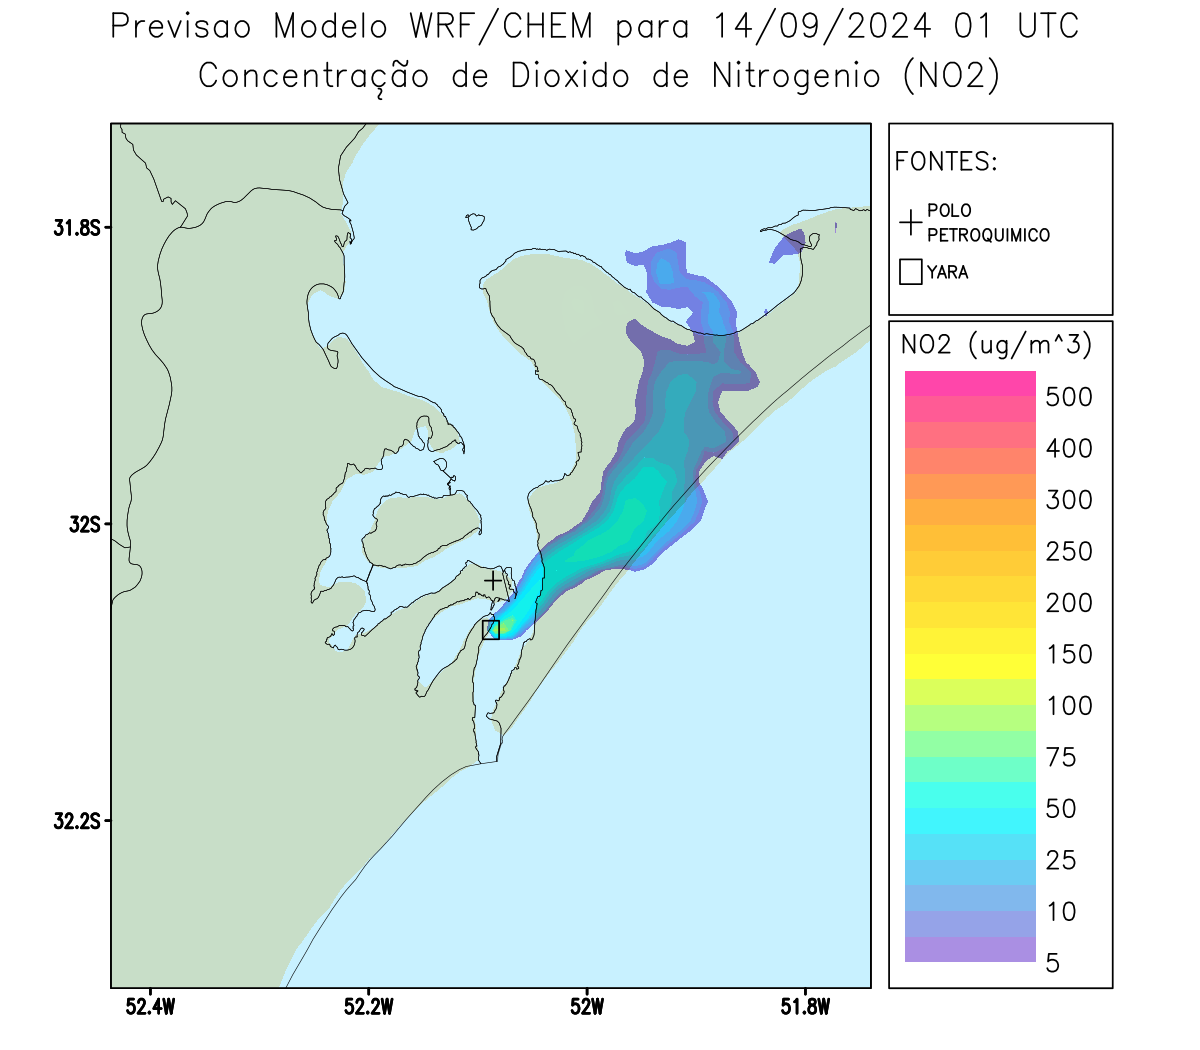 Previsao Modelo WRF/CHEM para 14/09/2024 01 UTC
Concentração de Dioxido de Nitrogenio (NO2)
FONTES:
POLO
PETROQUIMICO
YARA
NO2 (ug/m^3)
500
400
300
250
200
150
100
75
50
25
10
5
31.8S
32S
32.2S
52.4W
52.2W
52W
51.8W